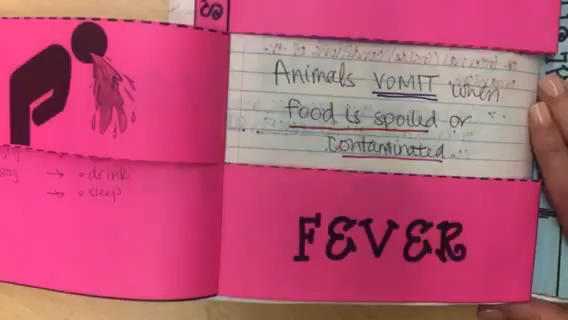 Animals VOMIT when
food is spoiled or
contaminated.
→ • drink
→ • sleep
FEVER